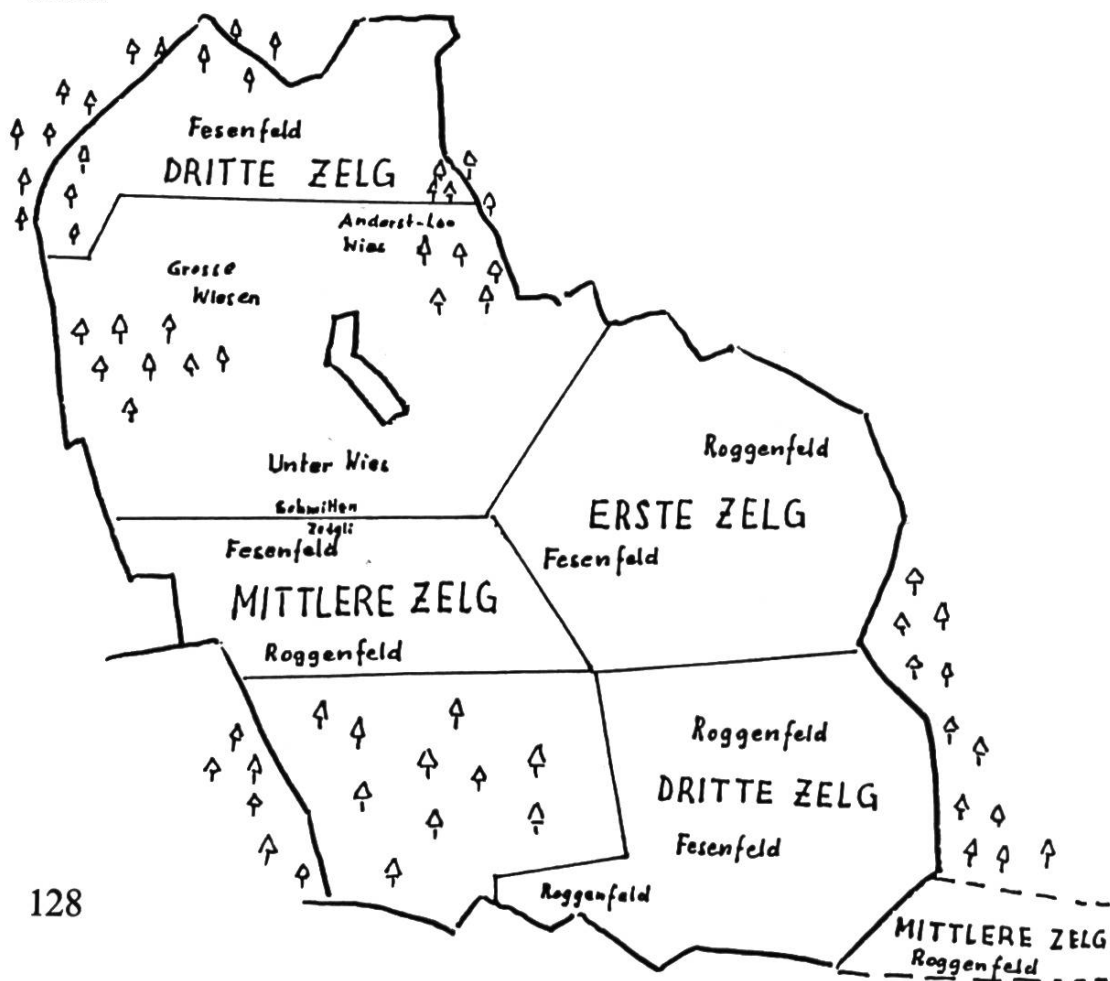 Fesenfeld
DRITTE ZELG
Anderst-Loo
Wies
Grosse
Wiesen
Unter Wies
Schmitten
Zelgli
Fesenfeld
MITTLERE ZELG
Roggenfeld
Roggenfeld
ERSTE ZELG
Fesenfeld
Roggenfeld
DRITTE ZELG
Fesenfeld
Roggenfeld
128
MITTLERE ZELG
Roggenfeld